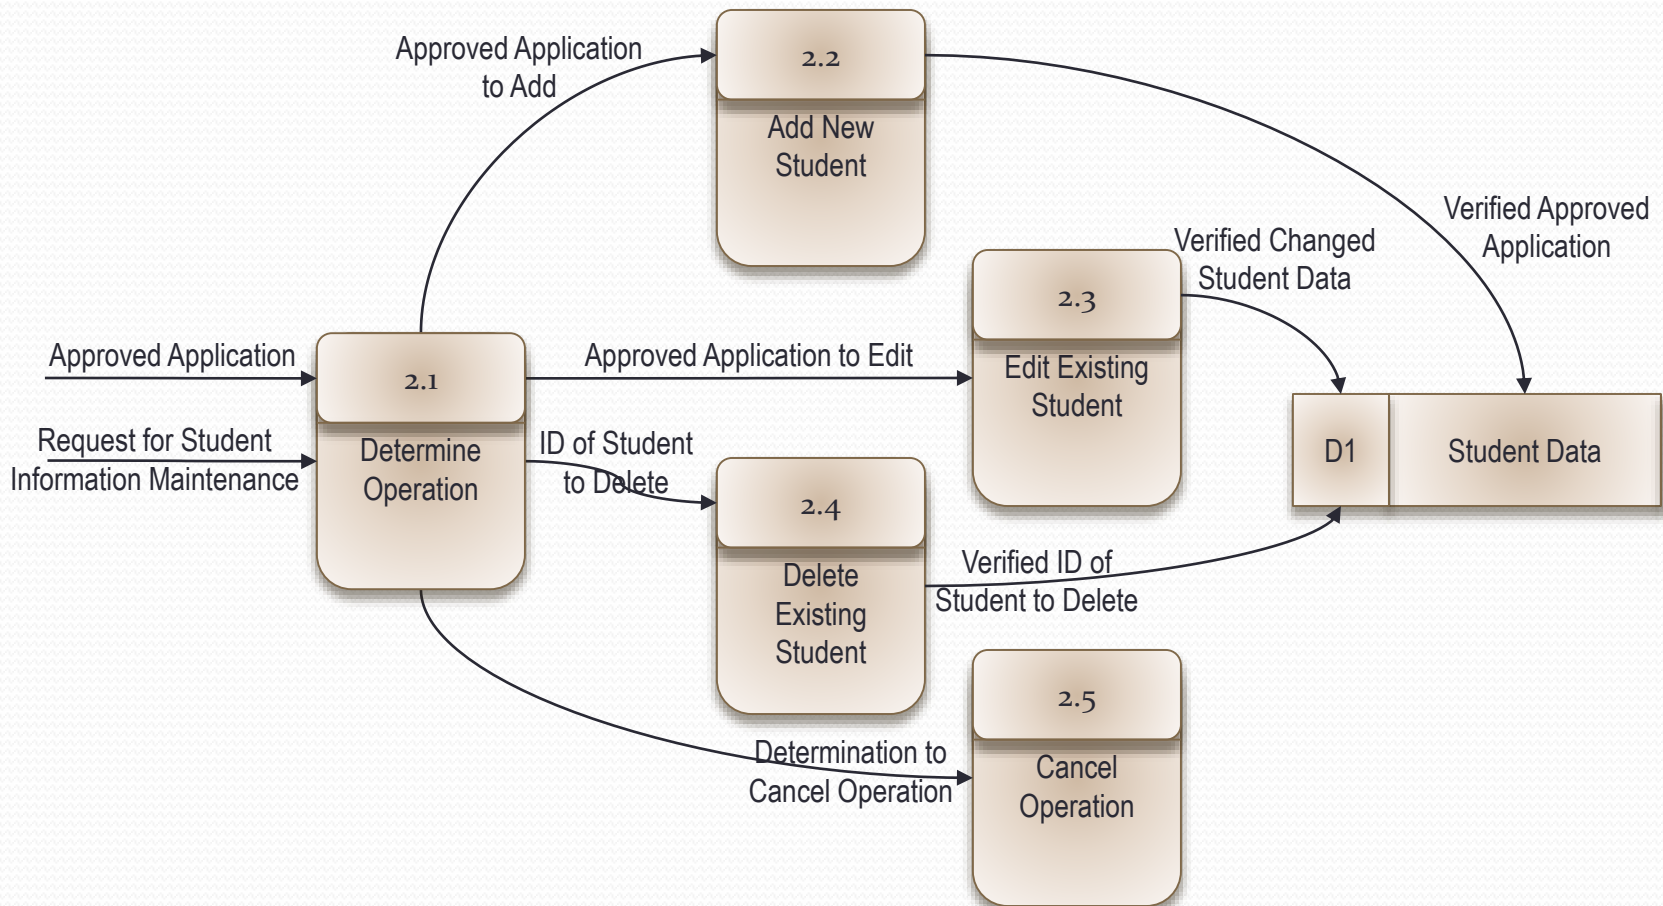 Approved Application
to Add
2.2
Add New
Student
Verified Approved
Application
Verified Changed
Student Data
2.3
Edit Existing
Student
Approved Application
2.1
Approved Application to Edit
Request for Student
Information Maintenance
Determine
Operation
ID of Student
to Delete
D1
Student Data
2.4
Delete
Existing
Student
Verified ID of
Student to Delete
2.5
Cancel
Operation
Determination to
Cancel Operation